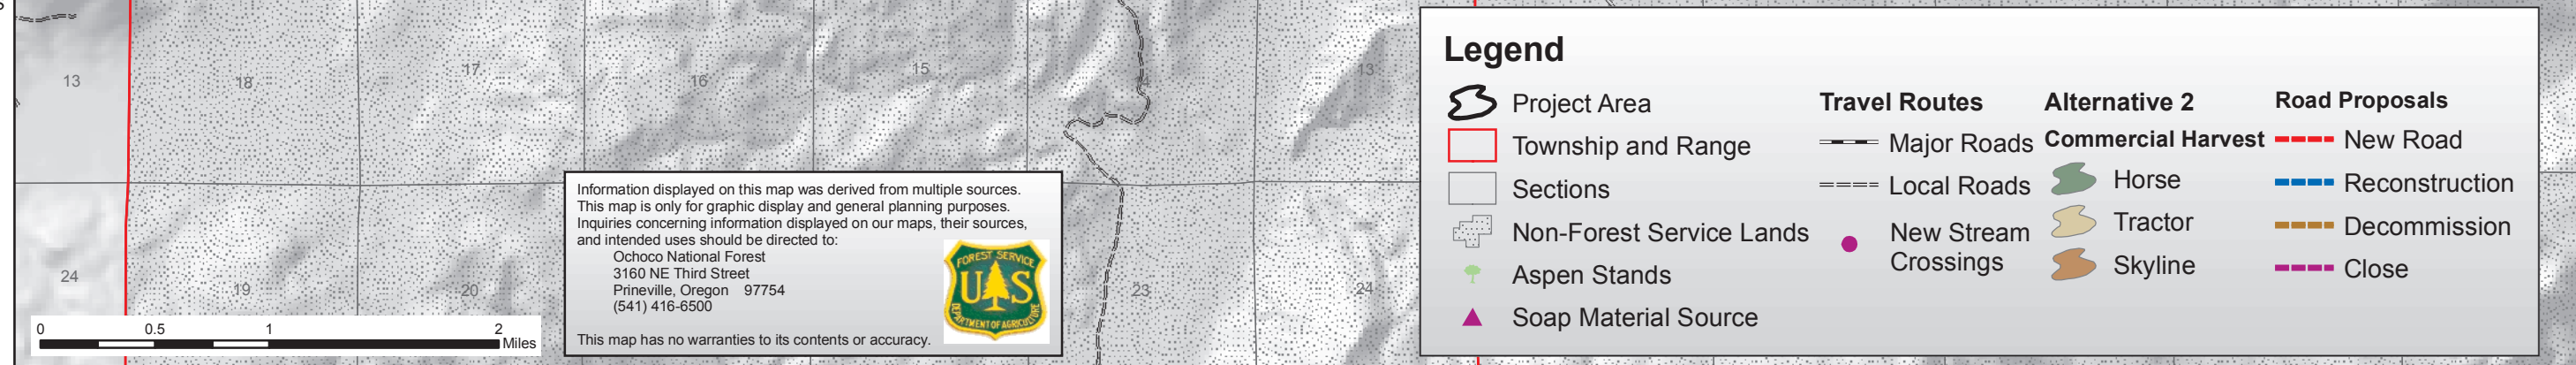 13
18
17
16
15
13
24
19
20
23
24
0 0.5 1 2
Miles
Information displayed on this map was derived from multiple sources.
This map is only for graphic display and general planning purposes.
Inquiries concerning information displayed on our maps, their sources,
and intended uses should be directed to:
Ochoco National Forest
3160 NE Third Street
Prineville, Oregon 97754
(541) 416-6500
This map has no warranties to its contents or accuracy.
FOREST SERVICE
U S
DEPARTMENT OF AGRICULTURE
Legend
Project Area
Township and Range
Sections
Non-Forest Service Lands
Aspen Stands
Soap Material Source
Travel Routes
Major Roads
Local Roads
New Stream
Crossings
Alternative 2
Commercial Harvest
Horse
Tractor
Skyline
Road Proposals
New Road
Reconstruction
Decommission
Close